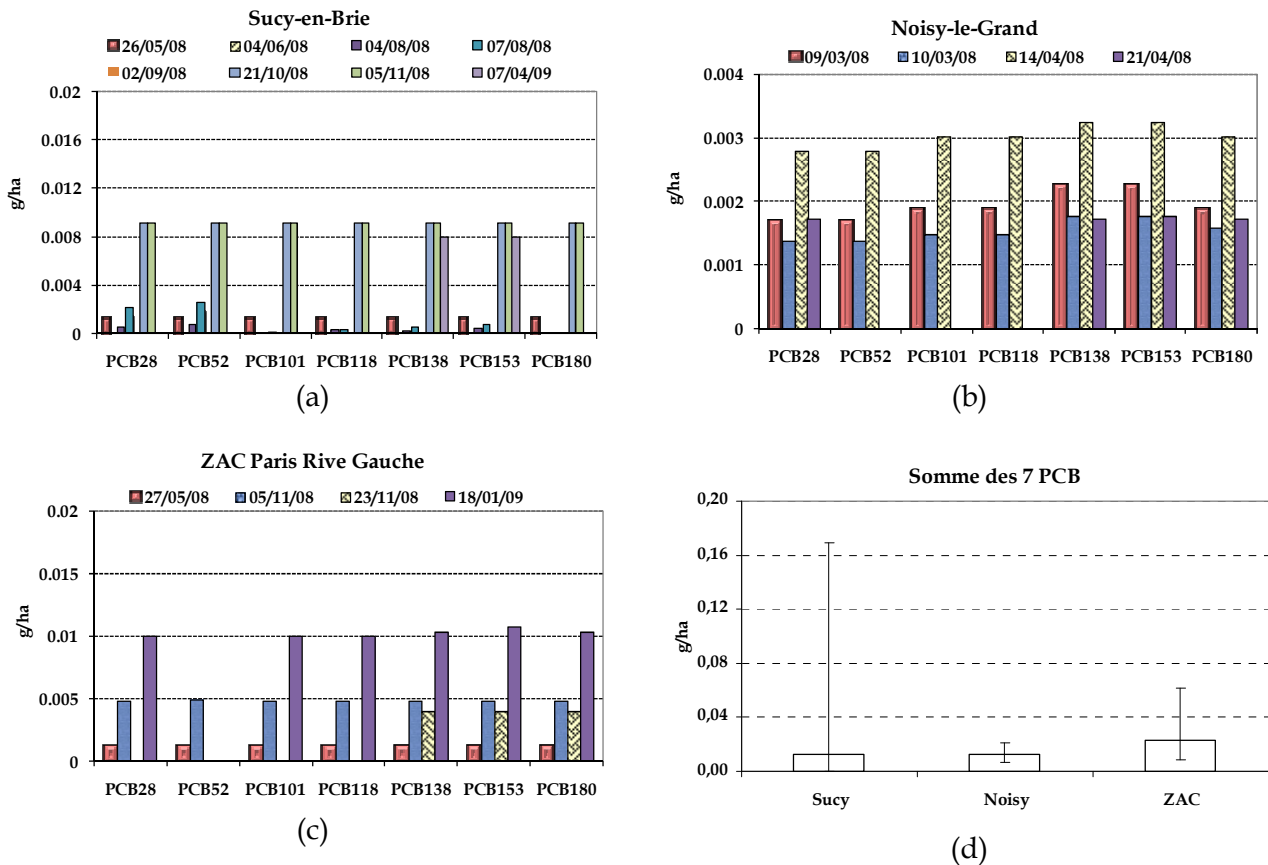 Sucy-en-Brie
26/05/08 04/06/08 04/08/08 07/08/08
02/09/08 21/10/08 05/11/08 07/04/09
0.02
0.016
0.012
0.008
0.004
0
g/ha
PCB28 PCB52 PCB101 PCB118 PCB138 PCB153 PCB180
(a)
Noisy-le-Grand
09/03/08 10/03/08 14/04/08 21/04/08
0.004
0.003
0.002
0.001
0
g/ha
PCB28 PCB52 PCB101 PCB118 PCB138 PCB153 PCB180
(b)
ZAC Paris Rive Gauche
27/05/08 05/11/08 23/11/08 18/01/09
0.02
0.015
0.01
0.005
0
g/ha
PCB28 PCB52 PCB101 PCB118 PCB138 PCB153 PCB180
(c)
Somme des 7 PCB
0,20
0,16
0,12
0,08
0,04
0,00
g/ha
Sucy Noisy ZAC
(d)